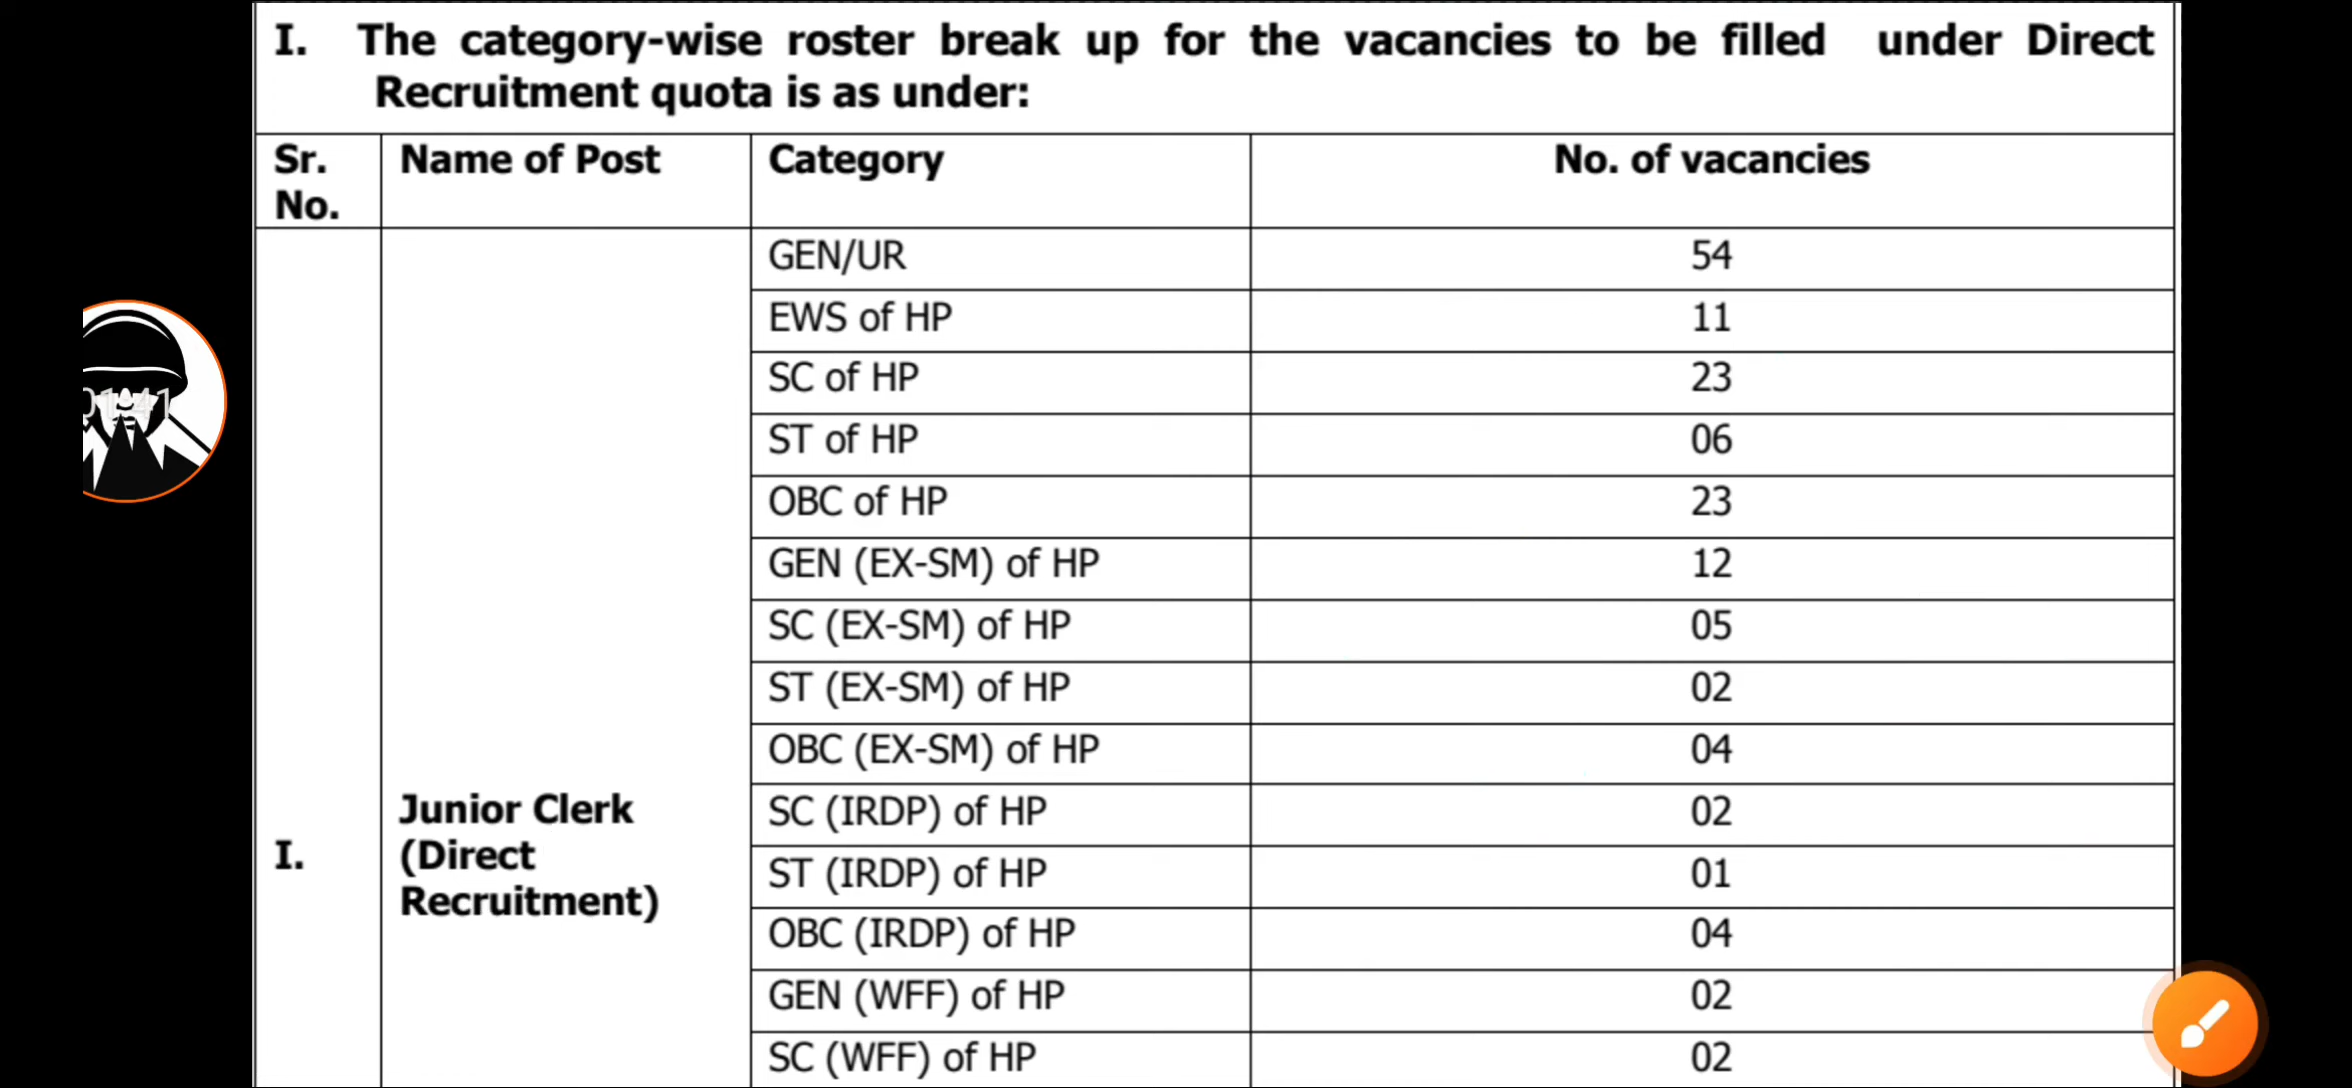 I. The category-wise roster break up for the vacancies to be filled under Direct
Recruitment quota is as under:
Sr. No. Name of Post Category No. of vacancies
GEN/UR 54
EWS of HP 11
SC of HP 23
ST of HP 06
OBC of HP 23
GEN (EX-SM) of HP 12
SC (EX-SM) of HP 05
ST (EX-SM) of HP 02
OBC (EX-SM) of HP 04
I. Junior Clerk (Direct Recruitment)
SC (IRDP) of HP 02
ST (IRDP) of HP 01
OBC (IRDP) of HP 04
GEN (WFF) of HP 02
SC (WFF) of HP 02
01:41